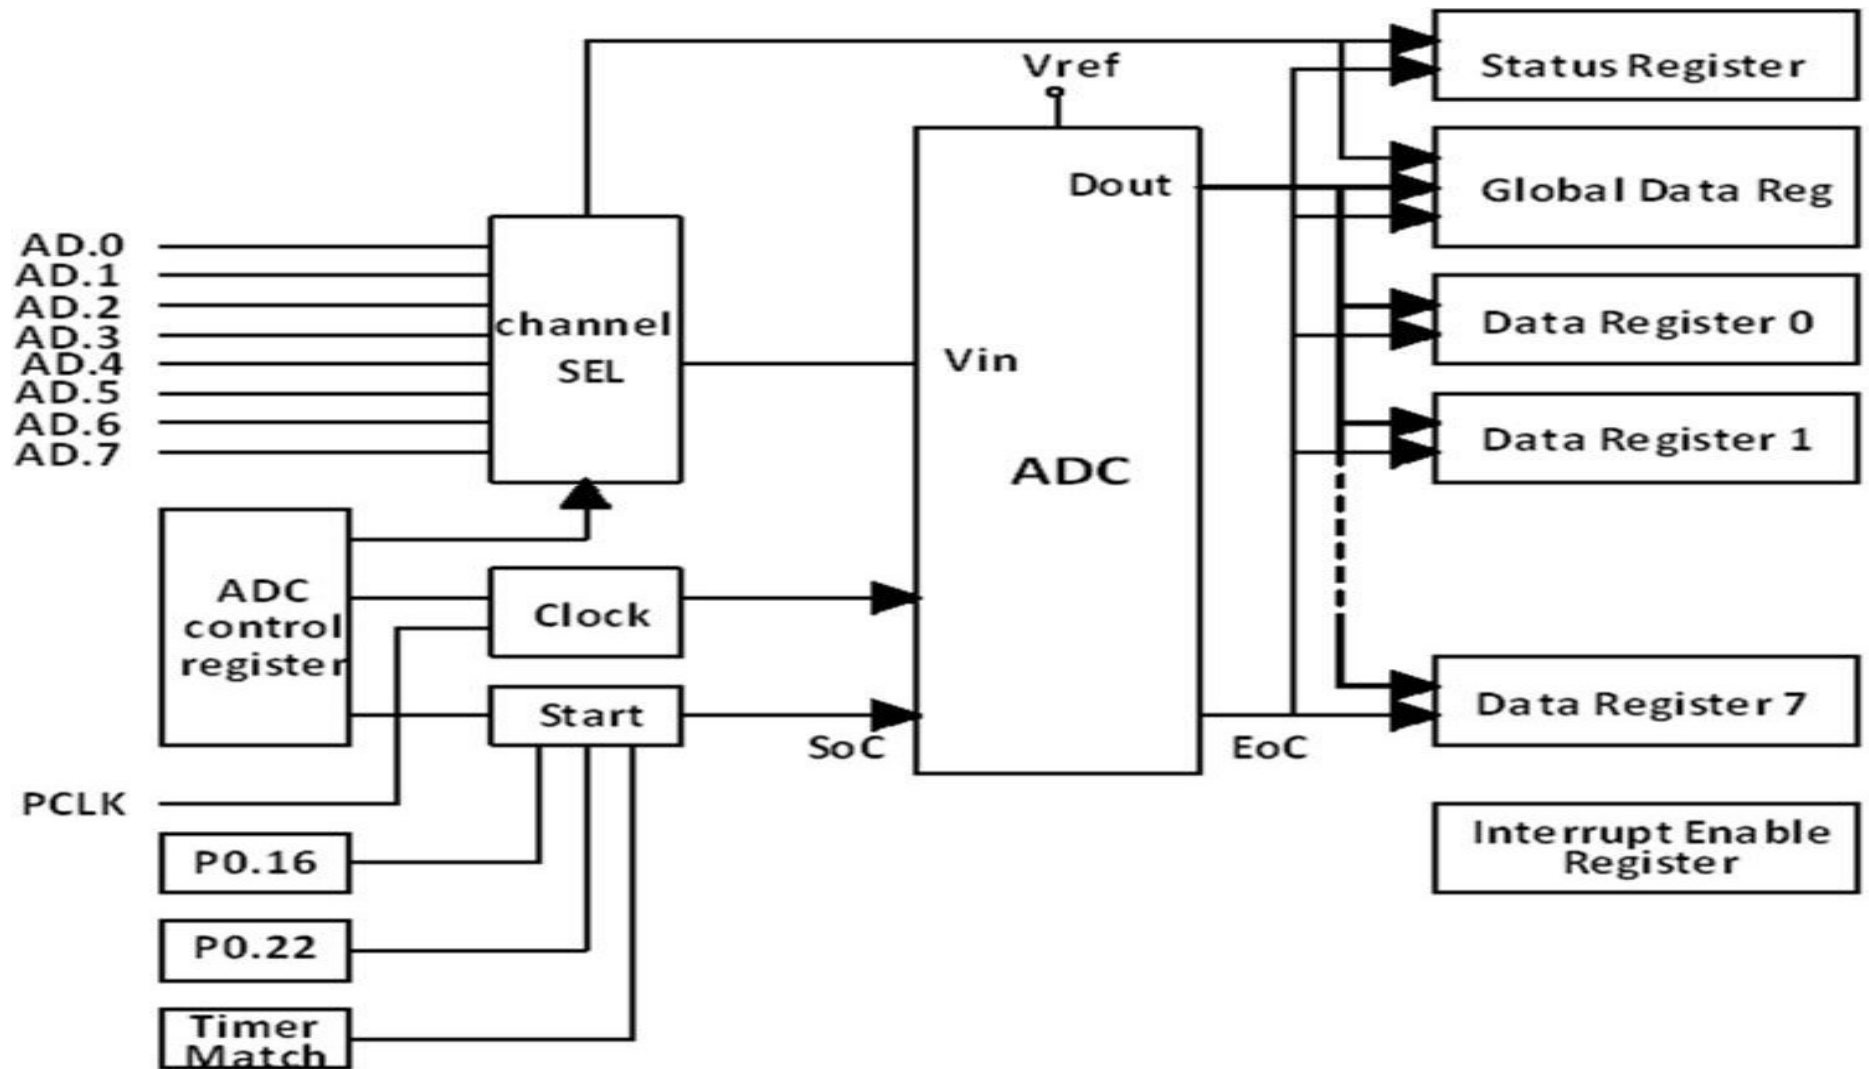 Vref
Status Register
Dout
Global Data Reg
AD.0
AD.1
AD.2
AD.3
AD.4
AD.5
AD.6
AD.7
channel
SEL
Vin
Data Register 0
ADC
Data Register 1
ADC
control
register
Clock
Start
SoC
EoC
Data Register 7
PCLK
Interrupt Enable
Register
P0.16
P0.22
Timer
Match